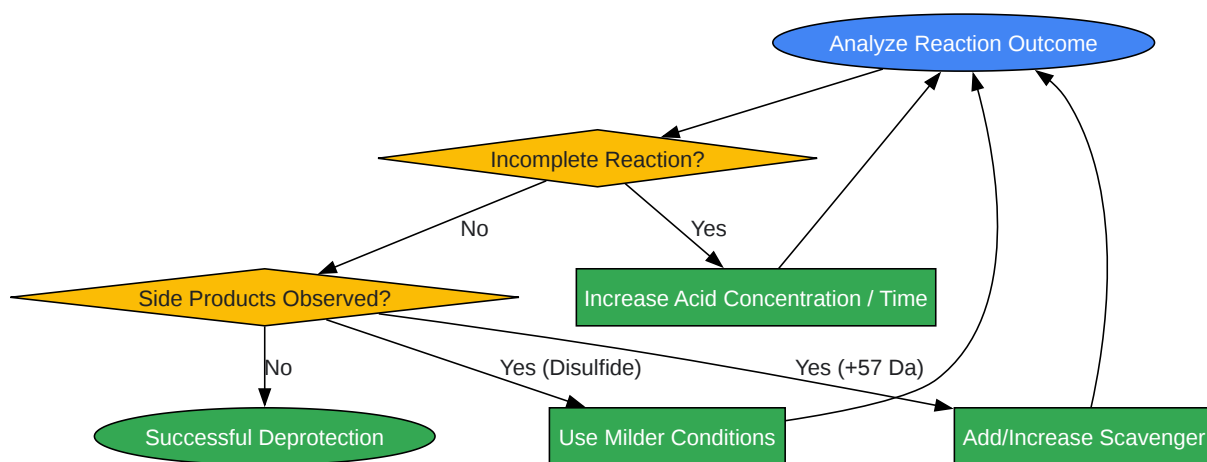 Analyze Reaction Outcome
Incomplete Reaction?
No
Yes
Side Products Observed?
Increase Acid Concentration / Time
No
Yes (Disulfide)
Yes (+57 Da)
Successful Deprotection
Use Milder Conditions
Add/Increase Scavenger